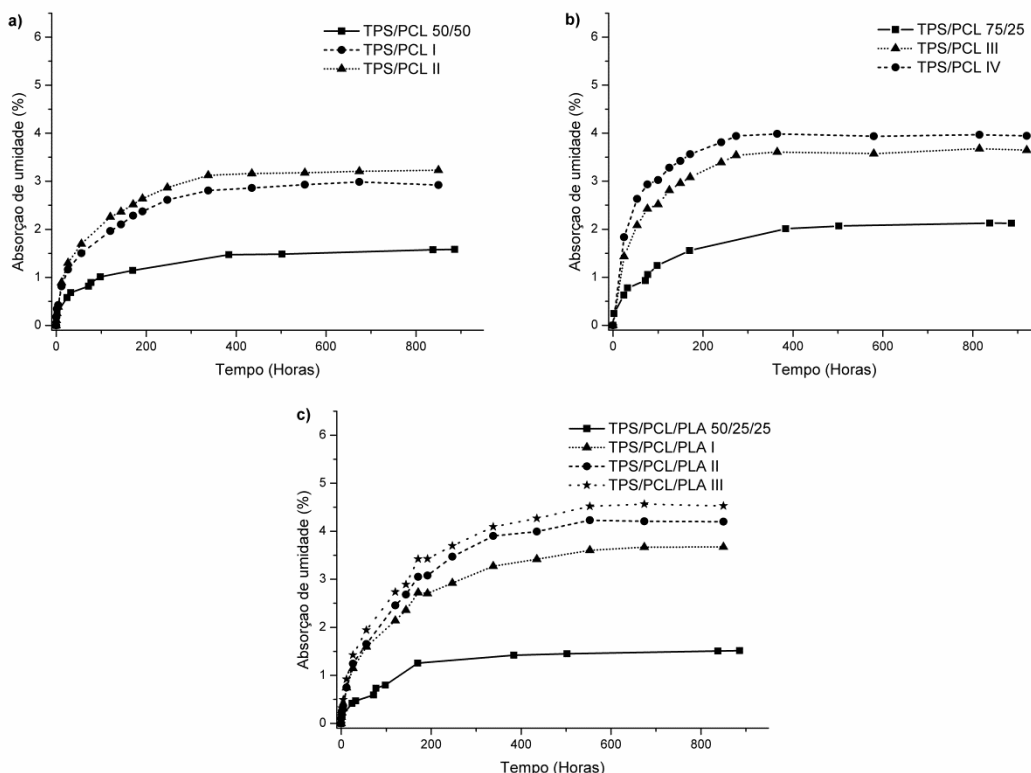 a)
TPS/PCL 50/50
TPS/PCL I
TPS/PCL II
Absorçao de umidade (%)
6
5
4
3
2
1
0
0 200 400 600 800
Tempo (Horas)
b)
TPS/PCL 75/25
TPS/PCL III
TPS/PCL IV
Absorçao de umidade (%)
6
5
4
3
2
1
0
0 200 400 600 800
Tempo (Horas)
c)
TPS/PCL/PLA 50/25/25
TPS/PCL/PLA I
TPS/PCL/PLA II
TPS/PCL/PLA III
Absorçao de umidade (%)
6
5
4
3
2
1
0
0 200 400 600 800
Tempo (Horas)